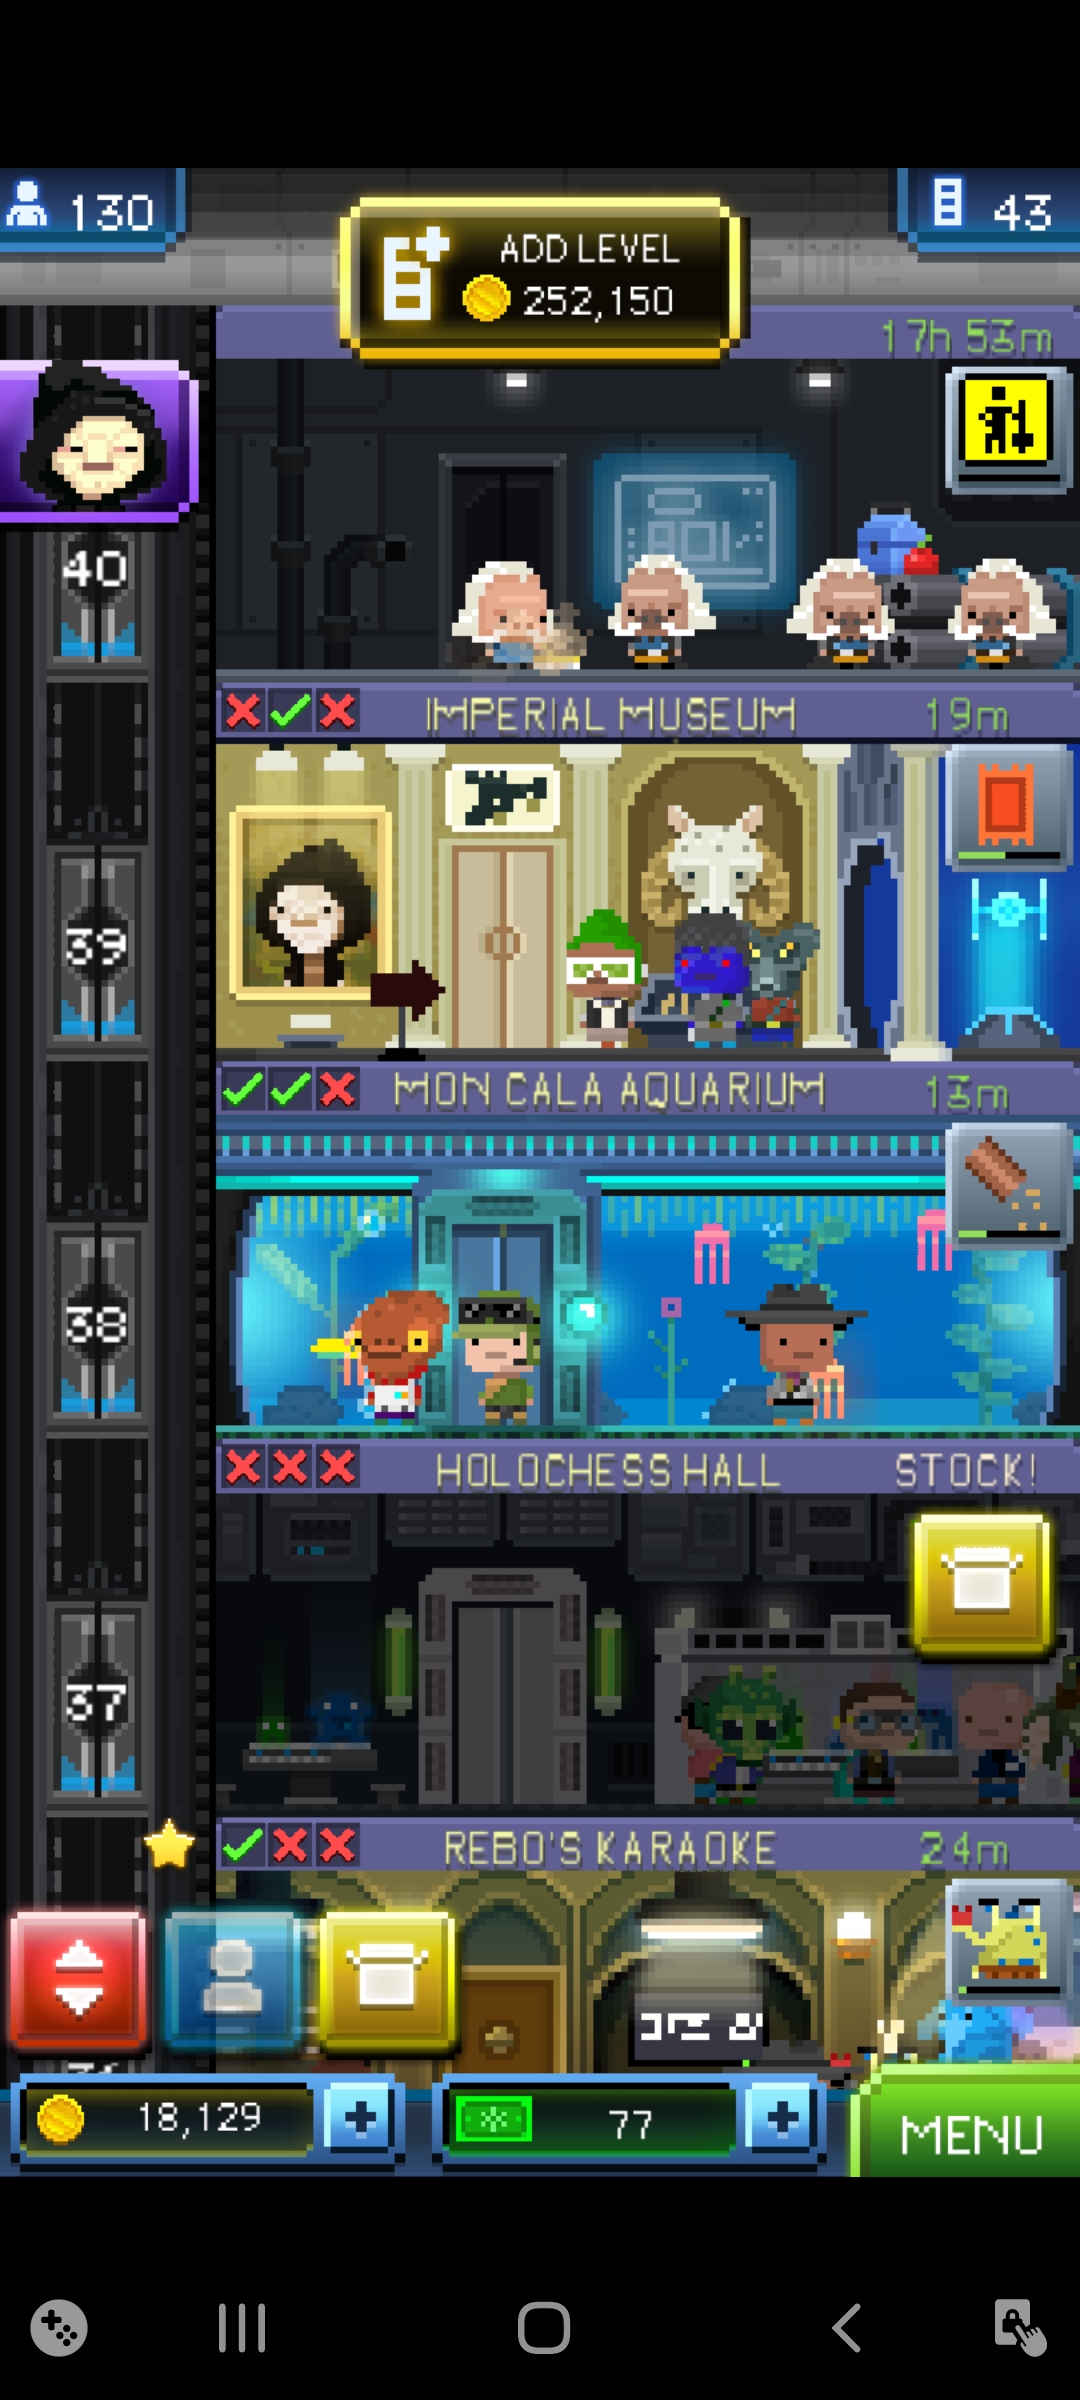 130
ADD LEVEL
252,150
43
17h 53m
40
IMPERIAL MUSEUM
19m
39
MON CALA AQUARIUM
13m
38
HOLOCHESS HALL
STOCK!
37
REBO'S KARAOKE
24m
18,129
77
MENU